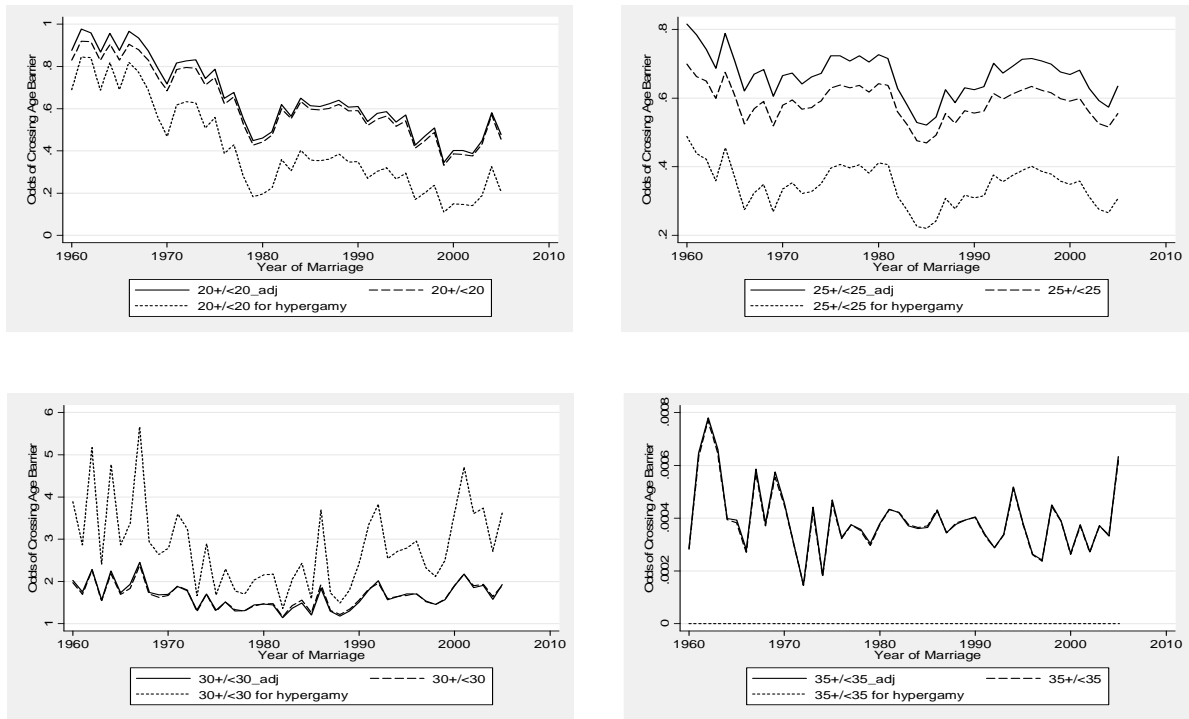 Odds of Crossing Age Barrier
1
.8
.6
.4
.2
0
1960 1970 1980 1990 2000 2010
Year of Marriage
20+/<20_adj 20+/<20
20+/<20 for hypergamy
Odds of Crossing Age Barrier
.8
.6
.4
.2
1960 1970 1980 1990 2000 2010
Year of Marriage
25+/<25_adj 25+/<25
25+/<25 for hypergamy
Odds of Crossing Age Barrier
6
5
4
3
2
1
1960 1970 1980 1990 2000 2010
Year of Marriage
30+/<30_adj 30+/<30
30+/<30 for hypergamy
Odds of Crossing Age Barrier
.0008
.0006
.0004
.0002
0
1960 1970 1980 1990 2000 2010
Year of Marriage
35+/<35_adj 35+/<35
35+/<35 for hypergamy